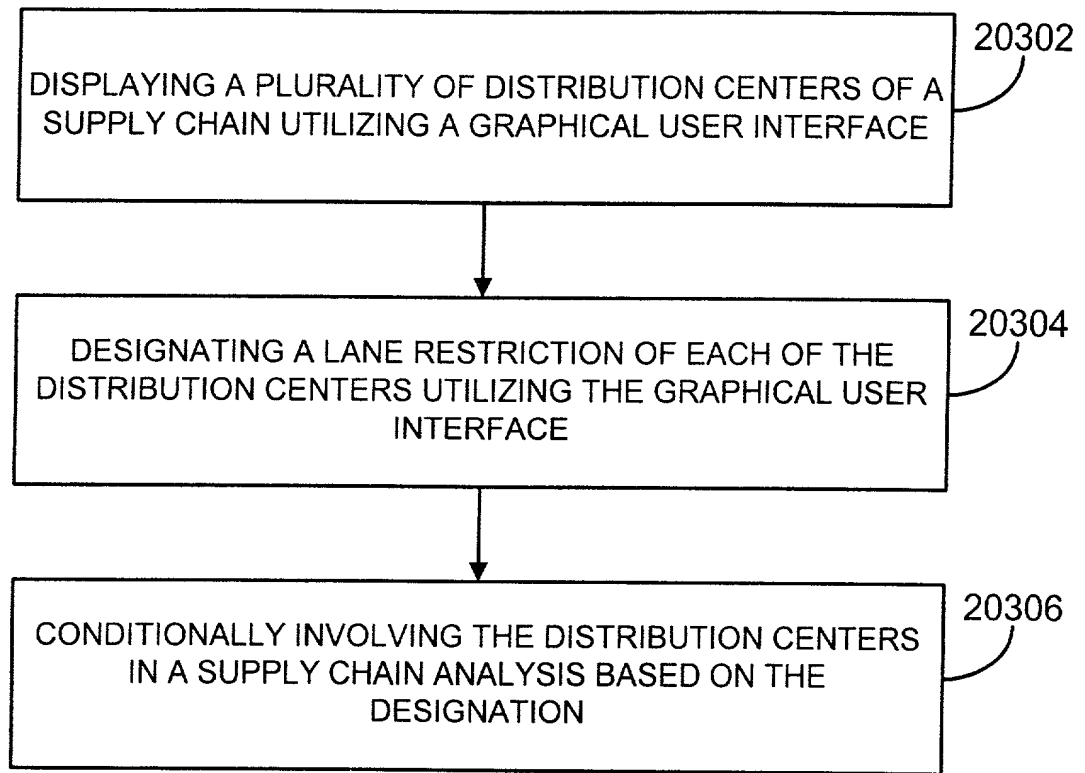 20302
DISPLAYING A PLURALITY OF DISTRIBUTION CENTERS OF A
SUPPLY CHAIN UTILIZING A GRAPHICAL USER INTERFACE
20304
DESIGNATING A LANE RESTRICTION OF EACH OF THE
DISTRIBUTION CENTERS UTILIZING THE GRAPHICAL USER
INTERFACE
20306
CONDITIONALLY INVOLVING THE DISTRIBUTION CENTERS
IN A SUPPLY CHAIN ANALYSIS BASED ON THE
DESIGNATION